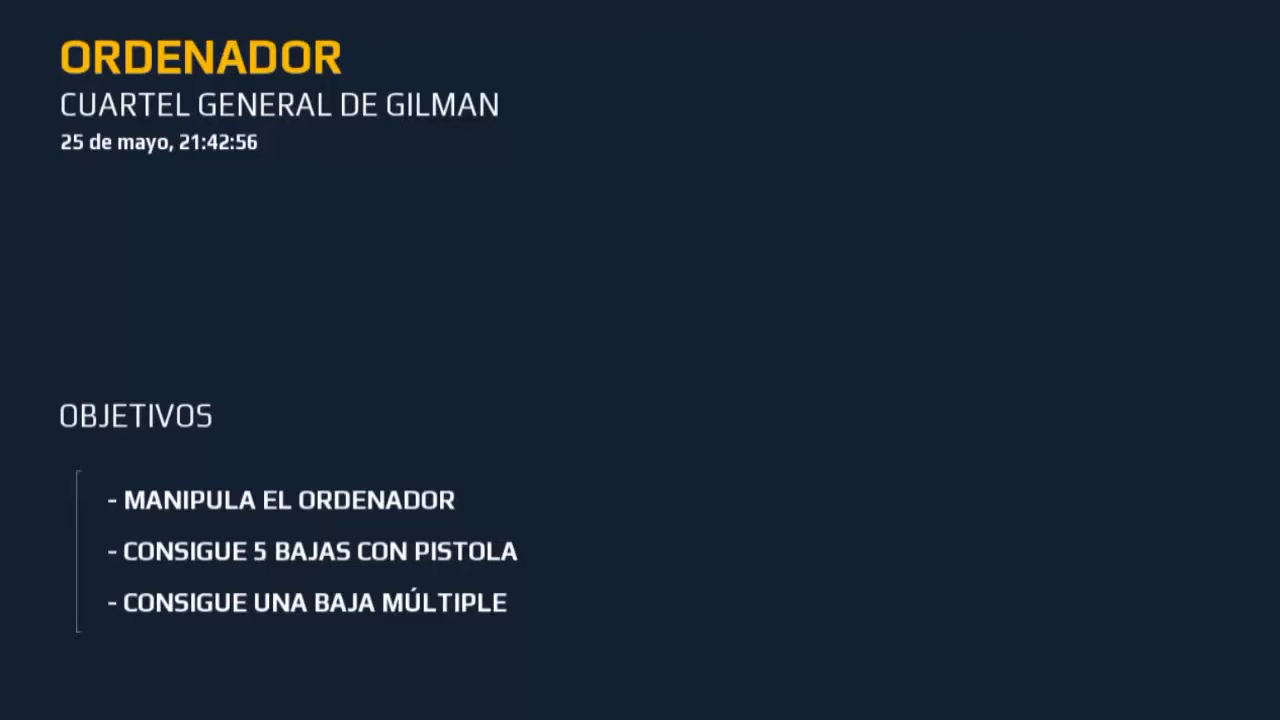 ORDENADOR
CUARTEL GENERAL DE GILMAN
25 de mayo, 21:42:56
OBJETIVOS
- MANIPULA EL ORDENADOR
- CONSIGUE 5 BAJAS CON PISTOLA
- CONSIGUE UNA BAJA MÚLTIPLE